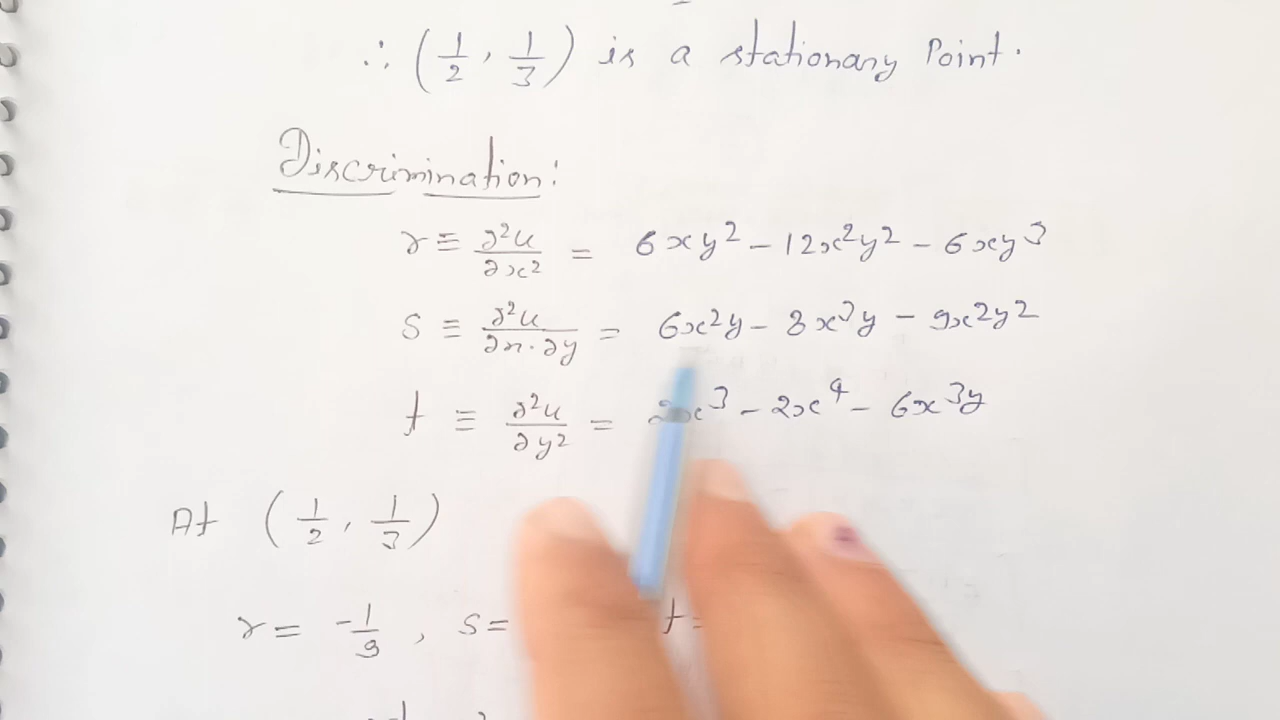 ∴ (1/2, 1/3) is a stationary Point.
Discrimination:
r ≡ ∂²u/∂x² = 6xy² - 12x²y² - 6xy³
s ≡ ∂²u/∂x·∂y = 6x²y - 8x³y - 9x²y²
t ≡ ∂²u/∂y² = 2x³ - 2x⁴ - 6x³y
At (1/2, 1/3)
r = -1/9, s= t=